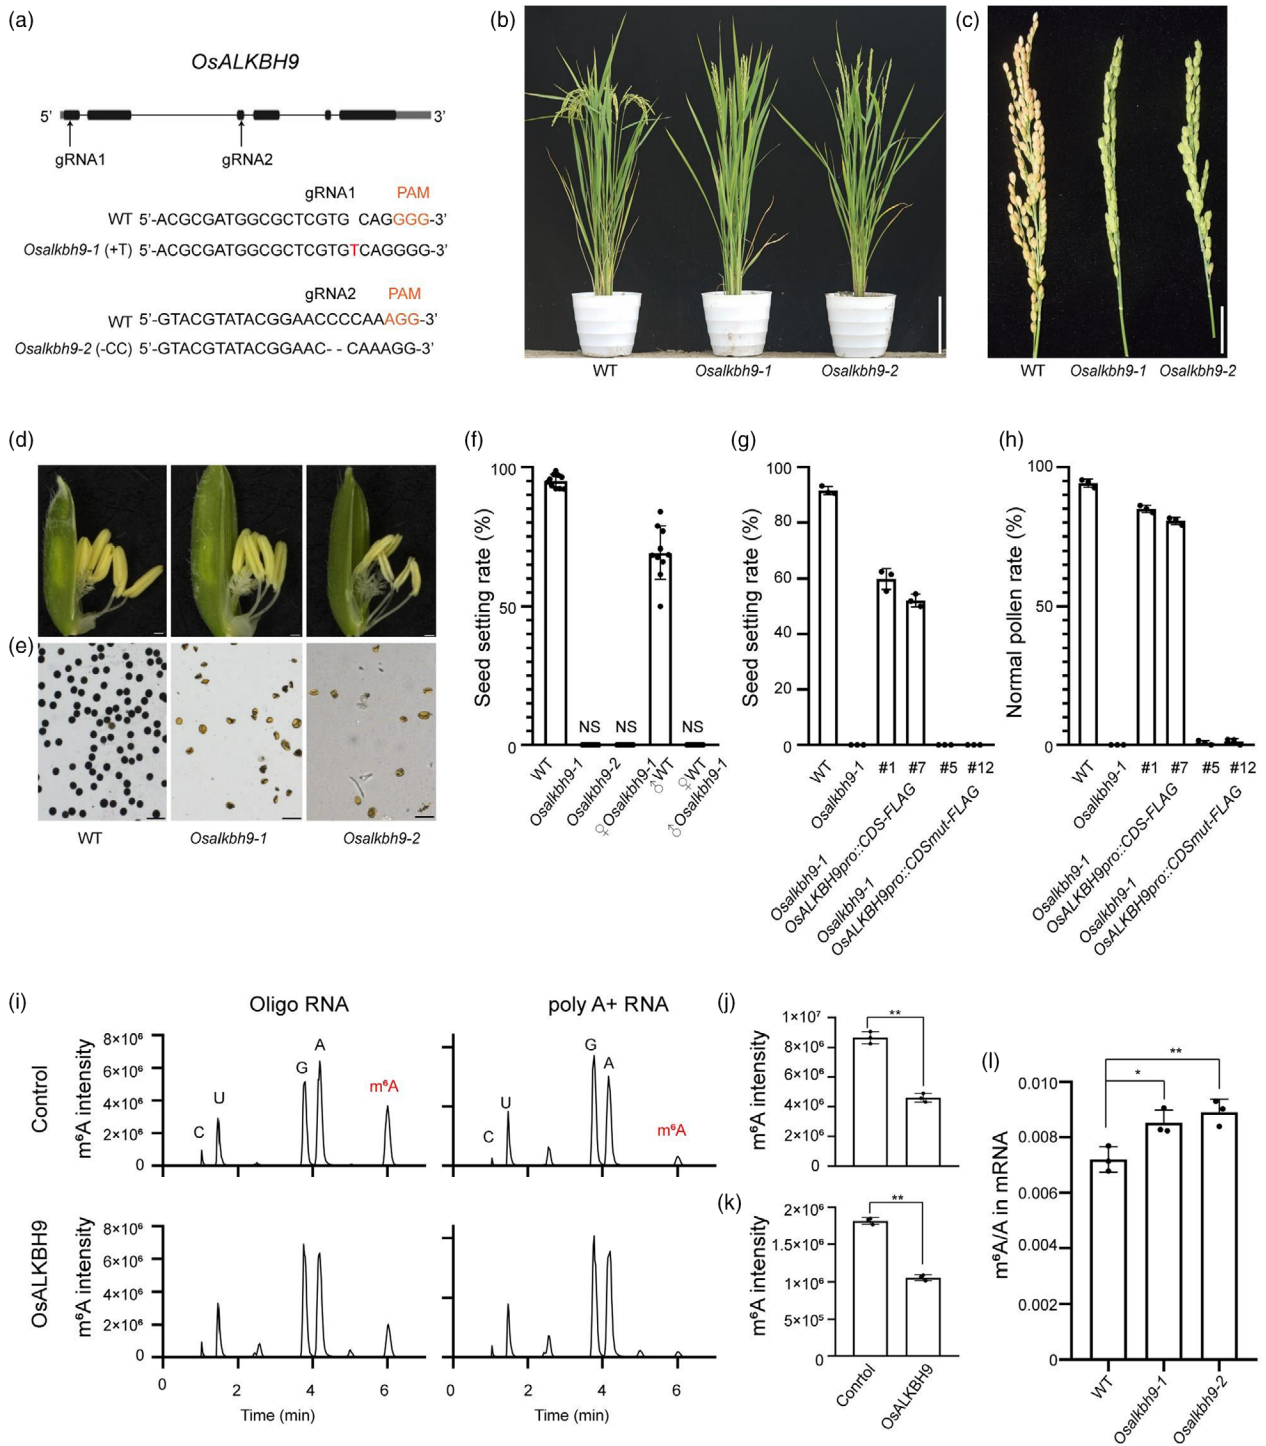 (a)
OsALKBH9
5'
3'
gRNA1
gRNA2
gRNA1 PAM
WT 5'-ACGCGATGGCGCTCGTG CAGGGG-3'
Osalkbh9-1 (+T) 5'-ACGCGATGGCGCTCGTGTCAGGGG-3'
gRNA2 PAM
WT 5'-GTACGTATACGGAACCCCAAAGG-3'
Osalkbh9-2 (-CC) 5'-GTACGTATACGGAAC--CAAAGG-3'
(b)
WT Osalkbh9-1 Osalkbh9-2
(c)
WT Osalkbh9-1 Osalkbh9-2
(d)
(e)
WT Osalkbh9-1 Osalkbh9-2
(f)
Seed setting rate (%)
100
50
0
NS NS NS
WT
Osalkbh9-1
Osalkbh9-2
♀Osalkbh9-1
♂WT
♀WT
♂Osalkbh9-1
(g)
Seed setting rate (%)
100
80
60
40
20
0
WT
Osalkbh9-1
#1 #7 #5 #12
Osalkbh9-1
OsALKBH9pro::CDS-FLAG
Osalkbh9-1
OsALKBH9pro::CDSmut-FLAG
(h)
Normal pollen rate (%)
100
50
0
WT
Osalkbh9-1
#1 #7 #5 #12
Osalkbh9-1
OsALKBH9pro::CDS-FLAG
Osalkbh9-1
OsALKBH9pro::CDSmut-FLAG
(i)
Oligo RNA
poly A+ RNA
Control
m⁶A intensity
8×10⁶
6×10⁶
4×10⁶
2×10⁶
0
C
U
G
A
m⁶A
C
U
G
A
m⁶A
OsALKBH9
m⁶A intensity
8×10⁶
6×10⁶
4×10⁶
2×10⁶
0
0 2 4 6
Time (min)
0 2 4 6
Time (min)
(j)
m⁶A intensity
1×10⁷
8×10⁶
6×10⁶
4×10⁶
2×10⁶
0
**
(k)
m⁶A intensity
2×10⁶
1.5×10⁶
1×10⁶
5×10⁵
0
**
Conrtol
OsALKBH9
(l)
m⁶A/A in mRNA
0.010
0.008
0.006
0.004
0.002
0
**
*
WT
Osalkbh9-1
Osalkbh9-2